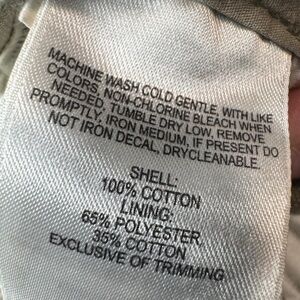 MACHINE WASH COLD GENTLE, WITH LIKE
COLORS, NON-CHLORINE BLEACH WHEN
NEEDED, TUMBLE DRY LOW, REMOVE
PROMPTLY, IRON MEDIUM, IF PRESENT DO
NOT IRON DECAL, DRYCLEANABLE.
SHELL:
100% COTTON
LINING:
65% POLYESTER
35% COTTON
EXCLUSIVE OF TRIMMING